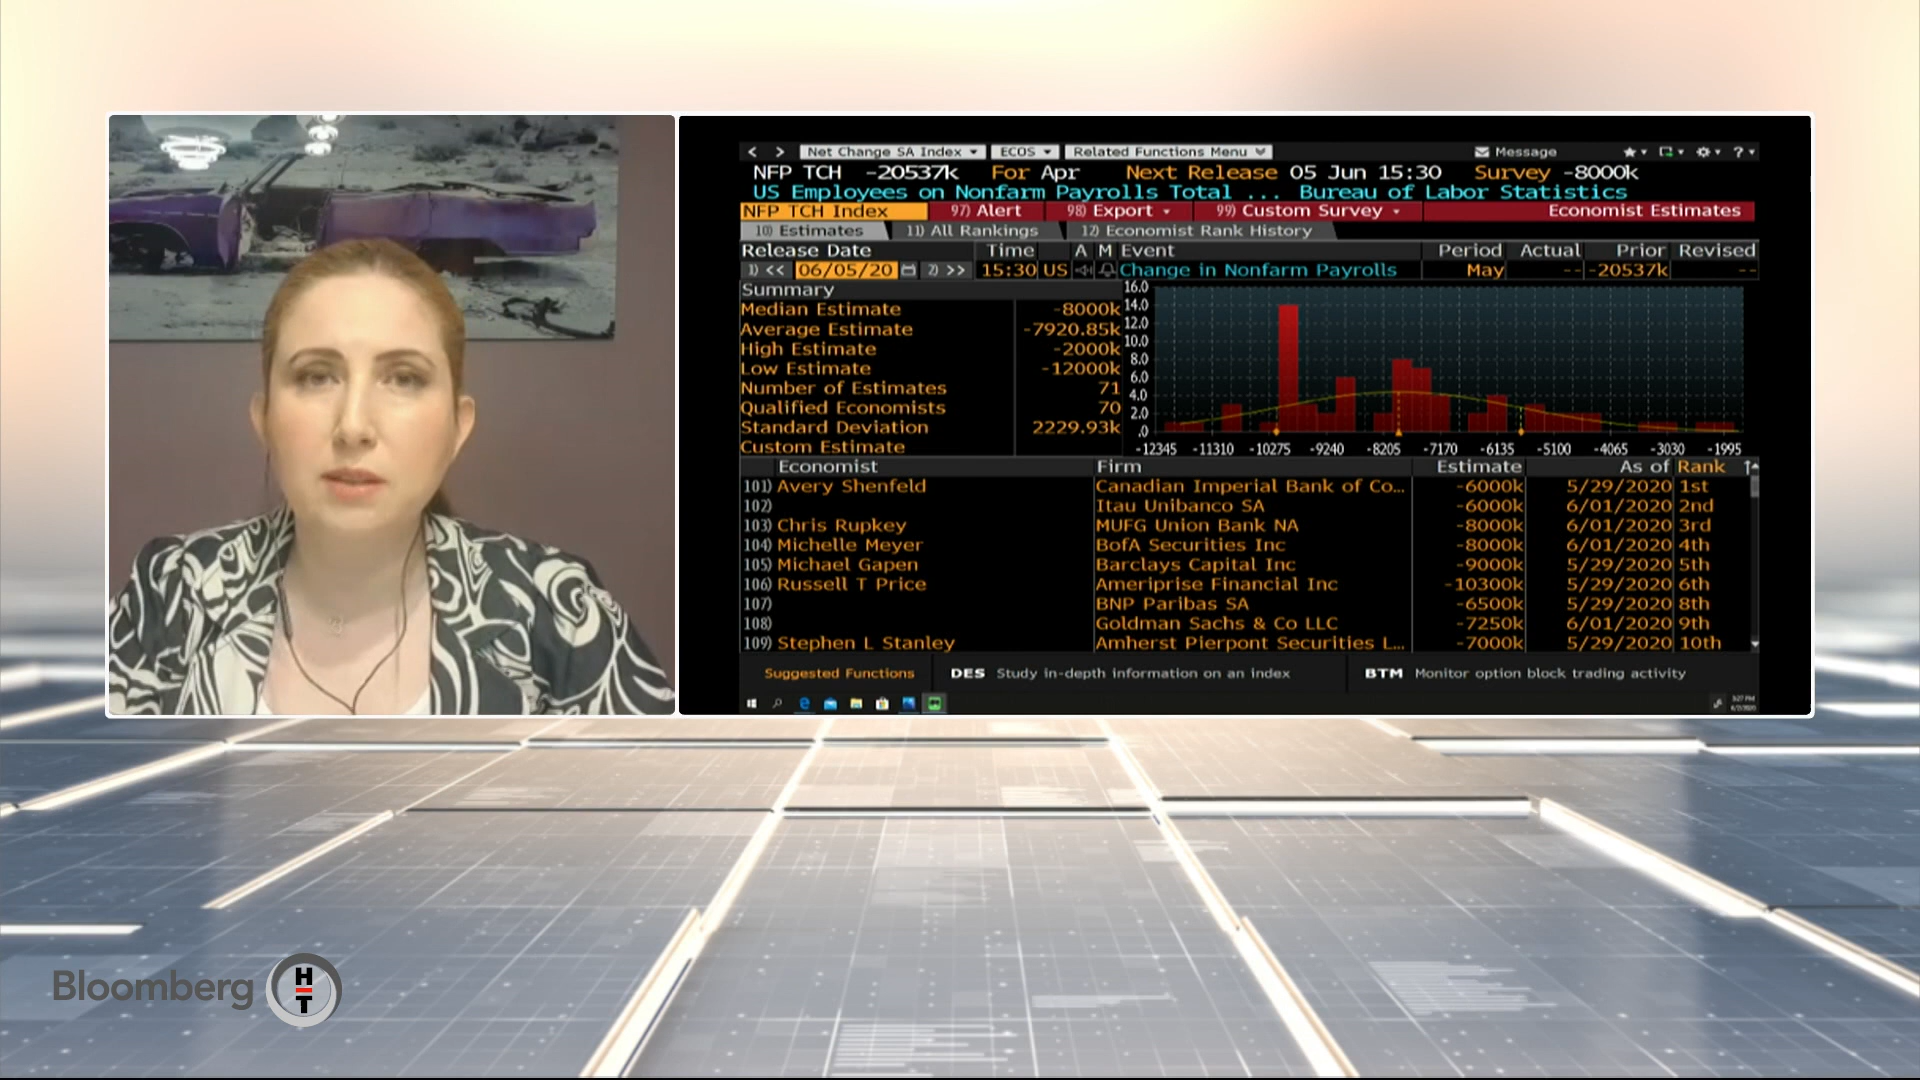 Net Change SA Index ECOS Related Functions Menu Message ?
NFP TCH -20537k For Apr Next Release 05 Jun 15:30 Survey -8000k
US Employees on Nonfarm Payrolls Total ... Bureau of Labor Statistics
NFP TCH Index 97) Alert 98) Export 99) Custom Survey Economist Estimates
10) Estimates 11) All Rankings 12) Economist Rank History
Release Date Time A M Event Period Actual Prior Revised
1) << 06/05/20 2) >> 15:30 US Change in Nonfarm Payrolls May -- -20537k --
Summary
Median Estimate -8000k
Average Estimate -7920.85k
High Estimate -2000k
Low Estimate -12000k
Number of Estimates 71
Qualified Economists 70
Standard Deviation 2229.93k
Custom Estimate
16.0
14.0
12.0
10.0
8.0
6.0
4.0
2.0
.0
-12345 -11310 -10275 -9240 -8205 -7170 -6135 -5100 -4065 -3030 -1995
Economist Firm Estimate As of Rank
101) Avery Shenfeld Canadian Imperial Bank of Co... -6000k 5/29/2020 1st
102) Itau Unibanco SA -6000k 6/01/2020 2nd
103) Chris Rupkey MUFG Union Bank NA -8000k 6/01/2020 3rd
104) Michelle Meyer BofA Securities Inc -8000k 6/01/2020 4th
105) Michael Gapen Barclays Capital Inc -9000k 5/29/2020 5th
106) Russell T Price Ameriprise Financial Inc -10300k 5/29/2020 6th
107) BNP Paribas SA -6500k 5/29/2020 8th
108) Goldman Sachs & Co LLC -7250k 6/01/2020 9th
109) Stephen L Stanley Amherst Pierpont Securities L... -7000k 5/29/2020 10th
Suggested Functions DES Study in-depth information on an index BTM Monitor option block trading activity
Bloomberg HT